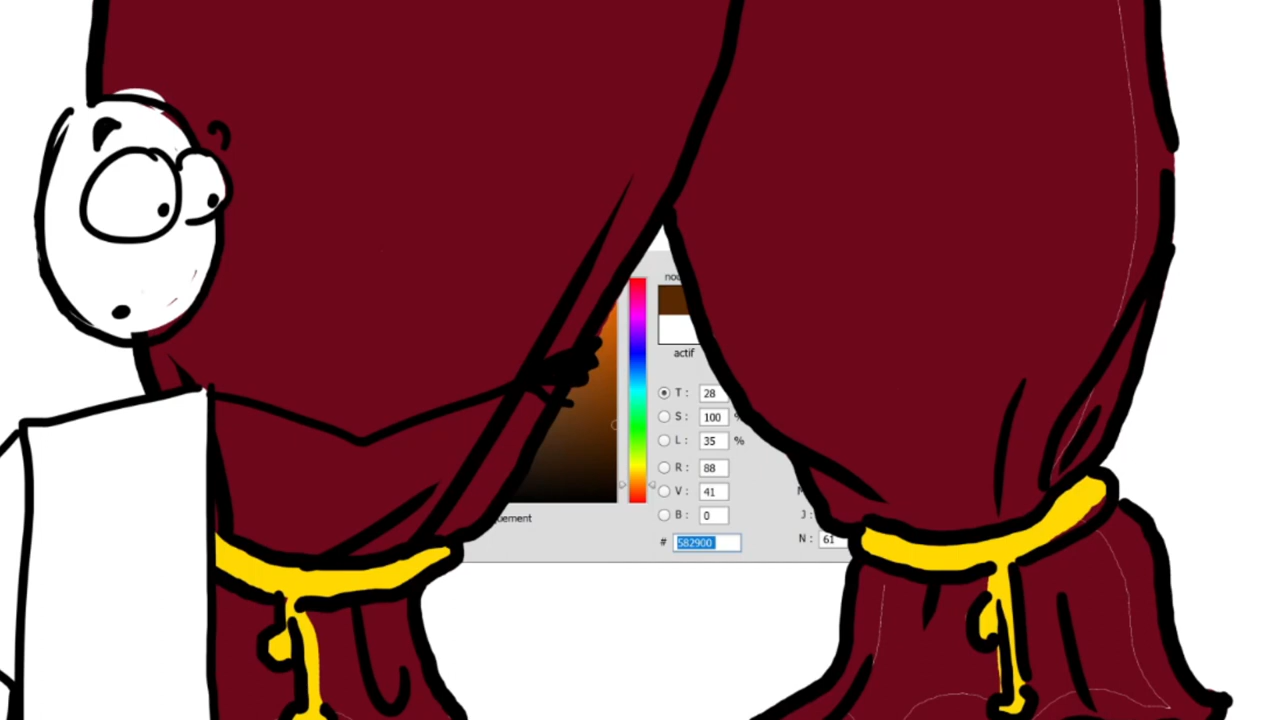 actif
T : 28
S : 100 %
L : 35 %
R : 88
V : 41
B : 0
J :
# 582900
N : 61